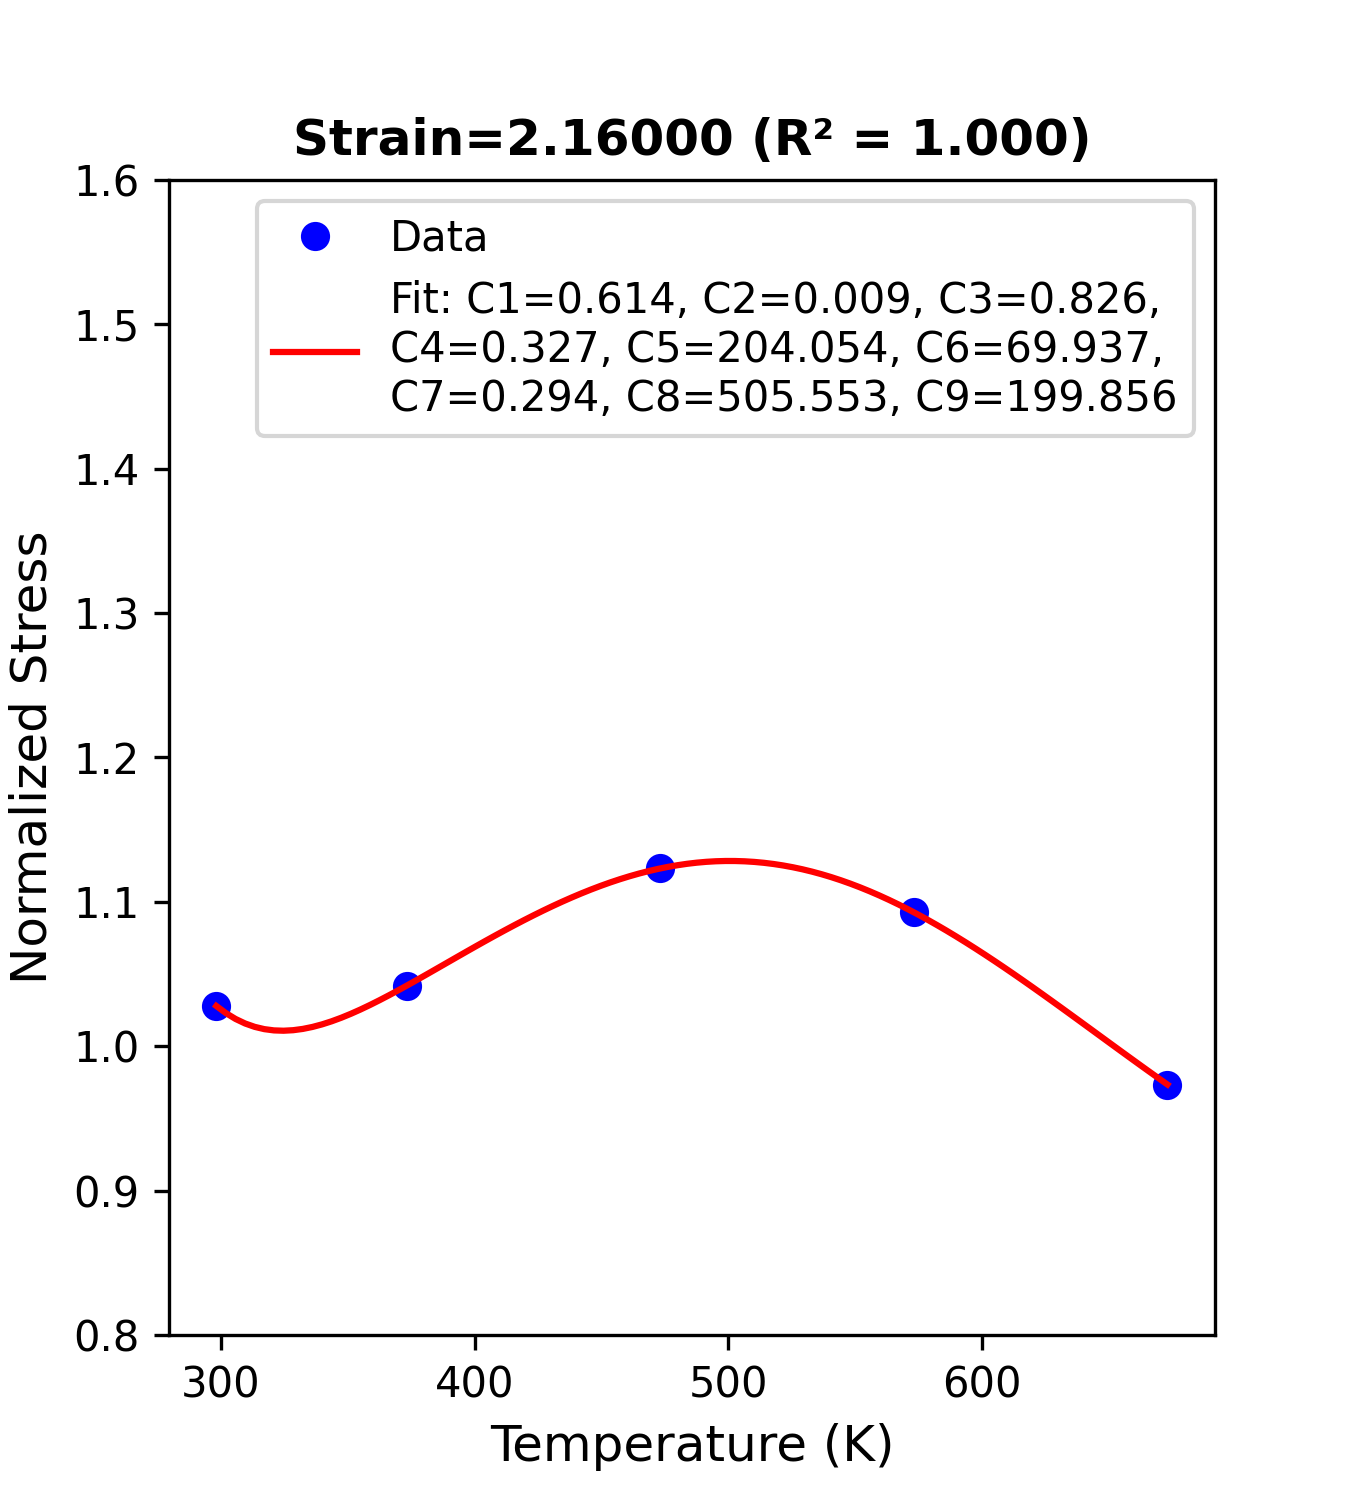 Strain=2.16000 (R² = 1.000)
1.6
1.5
1.4
1.3
1.2
1.1
1.0
0.9
0.8
Normalized Stress
Data
Fit: C1=0.614, C2=0.009, C3=0.826,
C4=0.327, C5=204.054, C6=69.937,
C7=0.294, C8=505.553, C9=199.856
300 400 500 600
Temperature (K)